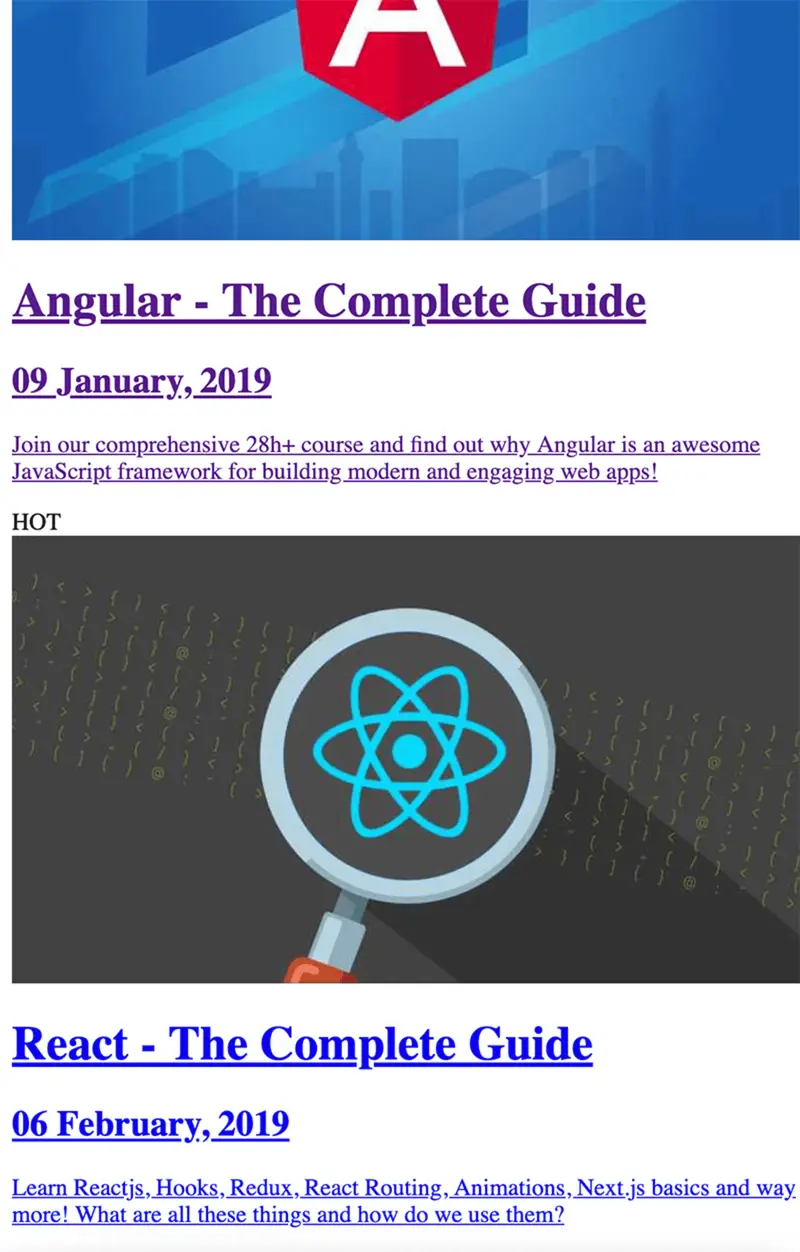 Angular - The Complete Guide
09 January, 2019
Join our comprehensive 28h+ course and find out why Angular is an awesome
JavaScript framework for building modern and engaging web apps!
HOT
React - The Complete Guide
06 February, 2019
Learn Reactjs, Hooks, Redux, React Routing, Animations, Next.js basics and way
more! What are all these things and how do we use them?